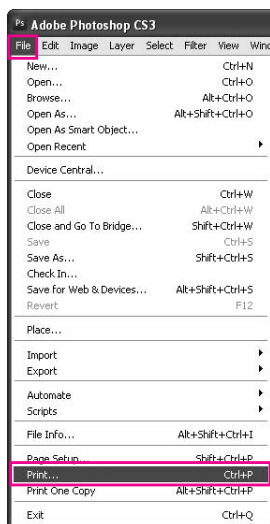 Ps Adobe Photoshop CS3
File Edit Image Layer Select Filter View
New... Ctrl+N
Open... Ctrl+O
Browse... Alt+Ctrl+O
Open As... Alt+Shift+Ctrl+O
Open As Smart Object...
Open Recent
Device Central...
Close Ctrl+W
Close All Alt+Ctrl+W
Close and Go To Bridge... Shift+Ctrl+W
Save Ctrl+S
Save As... Shift+Ctrl+S
Check In...
Save for Web & Devices... Alt+Shift+Ctrl+S
Revert F12
Place...
Import
Export
Automate
Scripts
File Info... Alt+Shift+Ctrl+I
Page Setup... Shift+Ctrl+P
Print... Ctrl+P
Print One Copy Alt+Shift+Ctrl+P
Exit Ctrl+Q